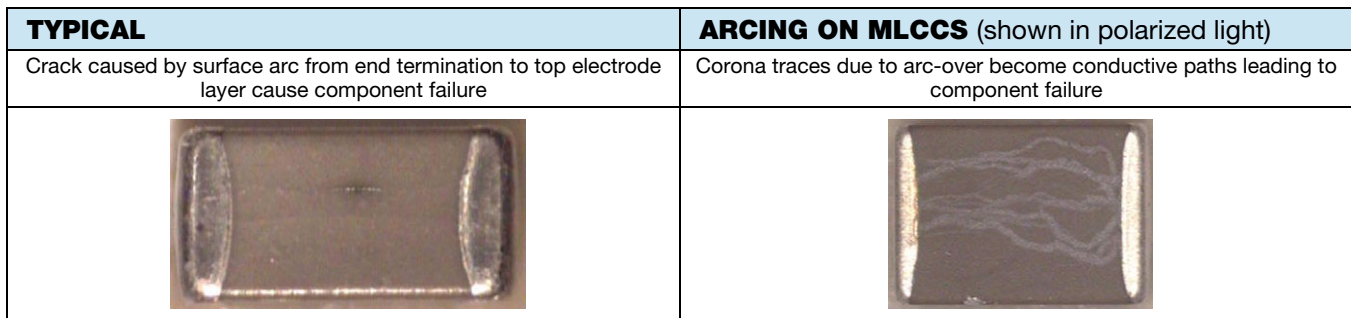 TYPICAL
ARCING ON MLCCS (shown in polarized light)
Crack caused by surface arc from end termination to top electrode
layer cause component failure
Corona traces due to arc-over become conductive paths leading to
component failure